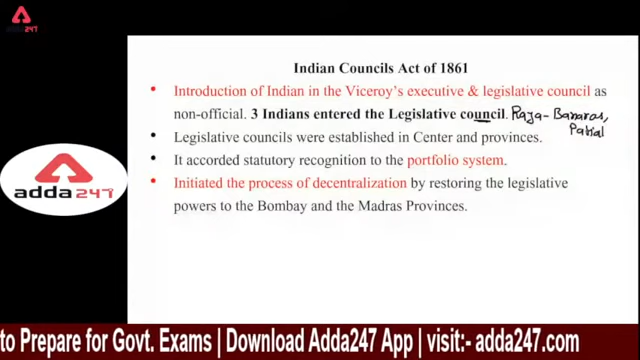 adda247
Indian Councils Act of 1861
• Introduction of Indian in the Viceroy's executive & legislative council as
non-official. 3 Indians entered the Legislative council. Raja - Banaras,
Patial
• Legislative councils were established in Center and provinces.
• It accorded statutory recognition to the portfolio system.
• Initiated the process of decentralization by restoring the legislative
powers to the Bombay and the Madras Provinces.
adda247
to Prepare for Govt. Exams | Download Adda247 App | visit:- adda247.com